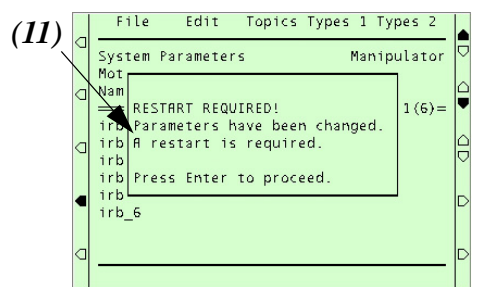 (11)
File Edit Topics Types 1 Types 2
System Parameters Manipulator
Mot
Nam
RESTART REQUIRED! 1(6)=
irb Parameters have been changed.
irb A restart is required.
irb
irb Press Enter to proceed.
irb
irb_6